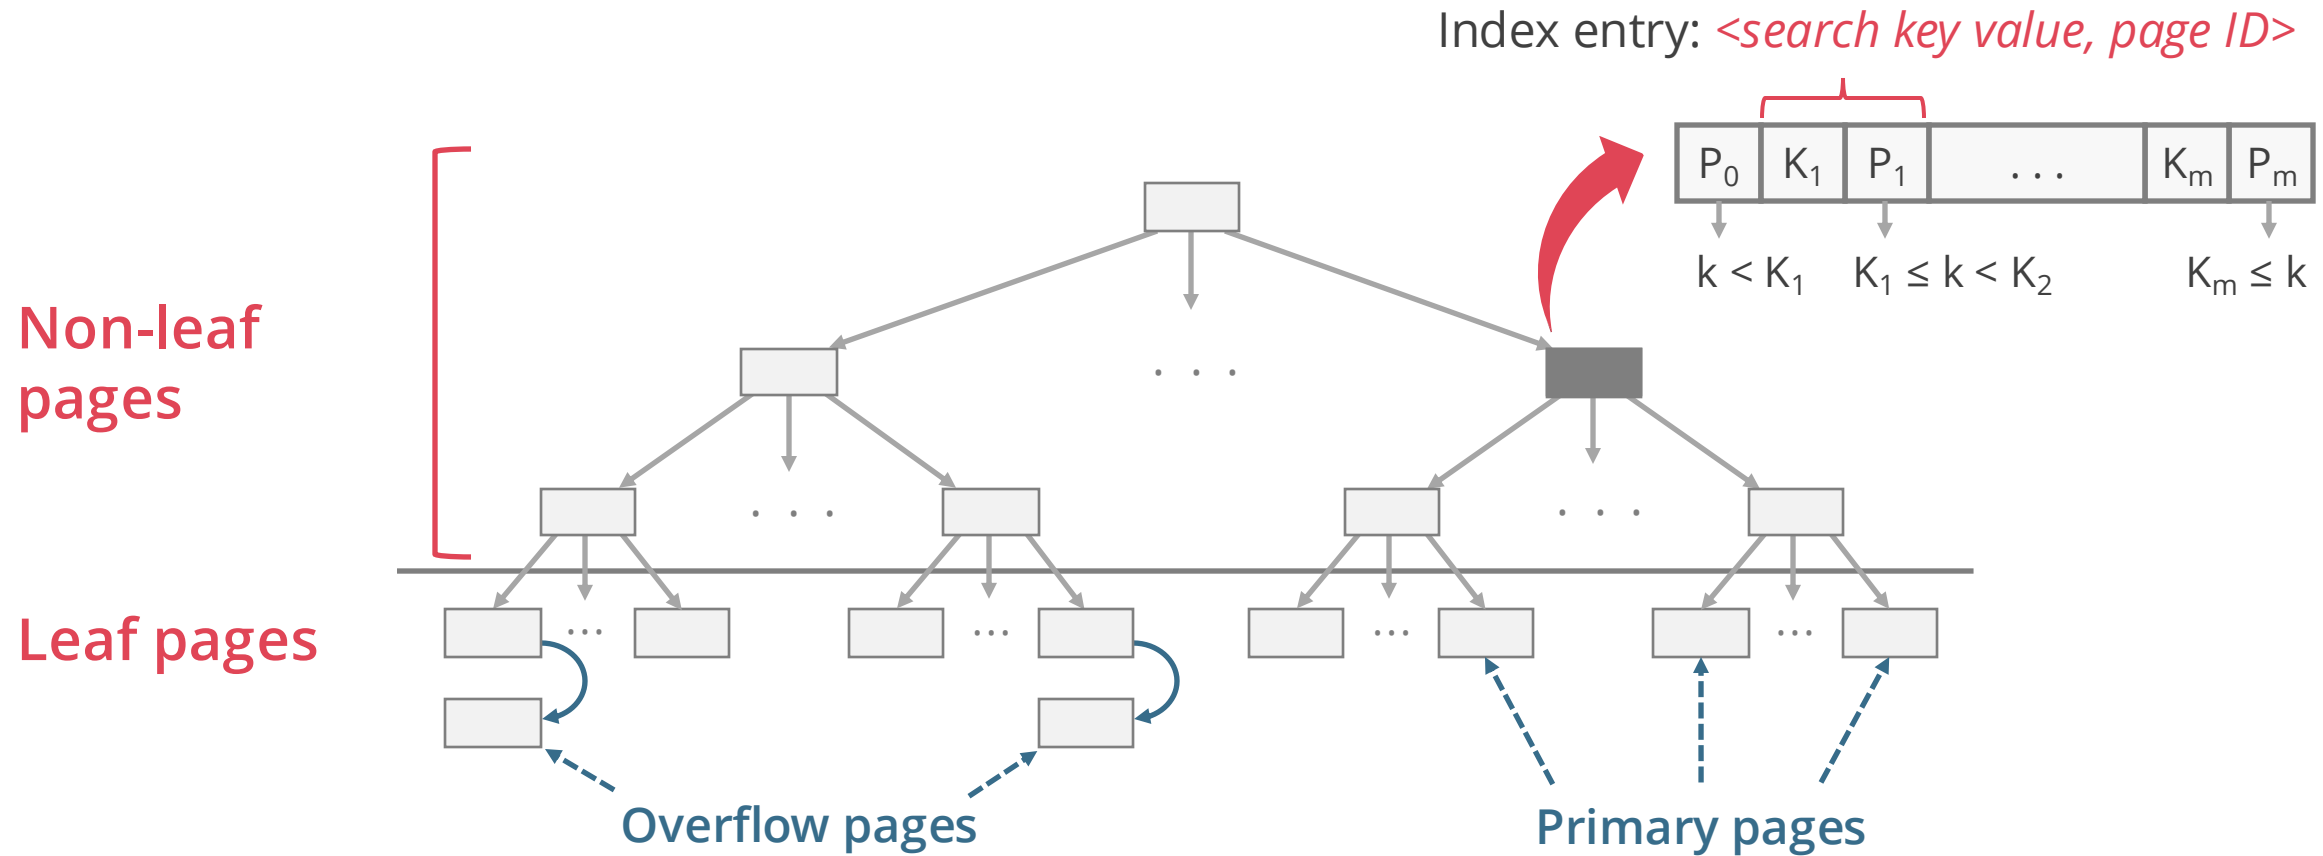 Index entry: <search key value, page ID>
P₀ K₁ P₁ . . . Kₘ Pₘ
k < K₁ K₁ ≤ k < K₂ Kₘ ≤ k
Non-leaf
pages
. . .
. . . . . .
Leaf pages
... ... ... ...
Overflow pages
Primary pages